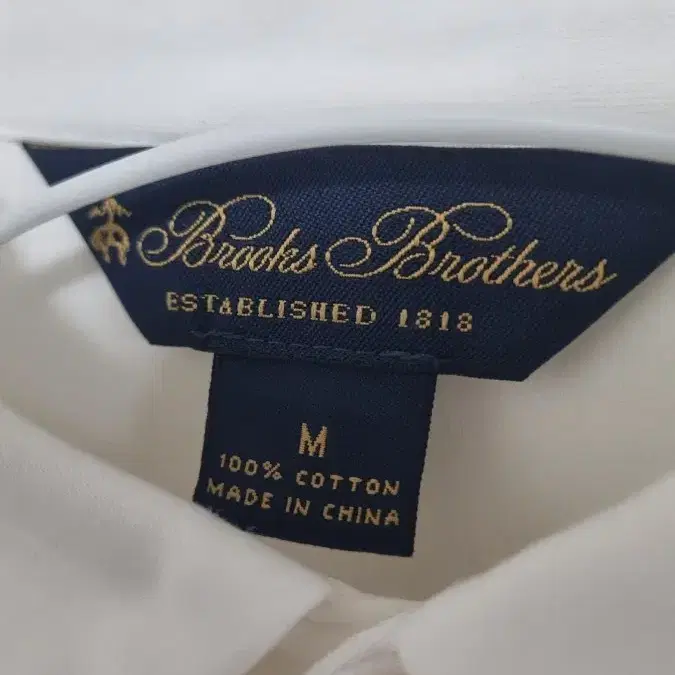 Brooks Brothers
ESTABLISHED 1818
M
100% COTTON
MADE IN CHINA